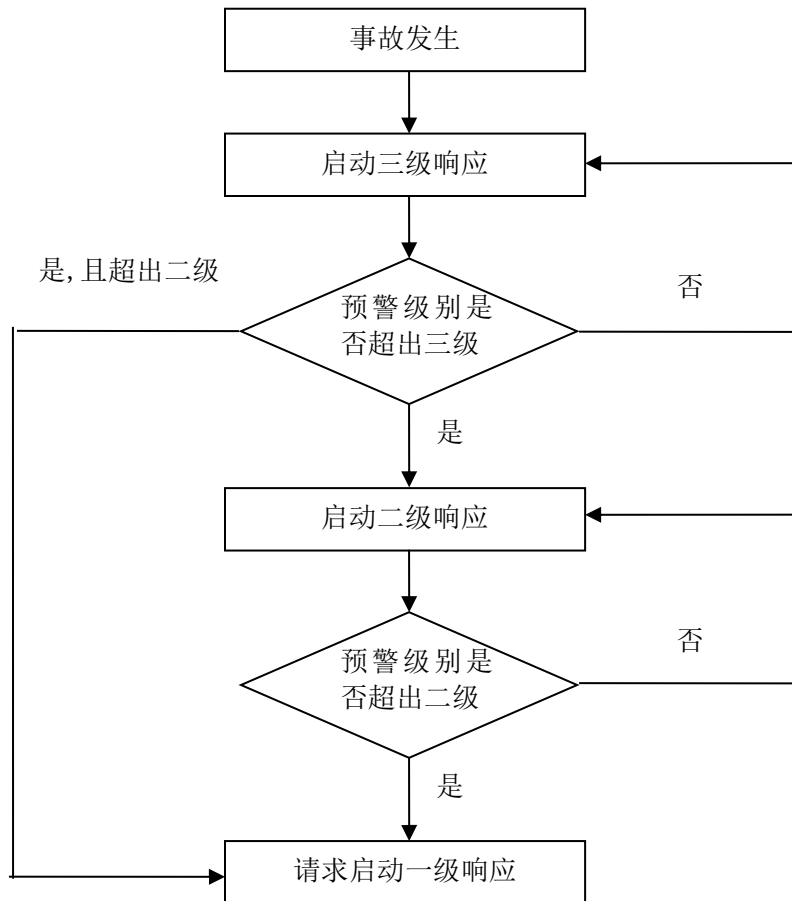 事故发生
启动三级响应
是,且超出二级
否
预警级别是
否超出三级
是
启动二级响应
否
预警级别是
否超出二级
是
请求启动一级响应